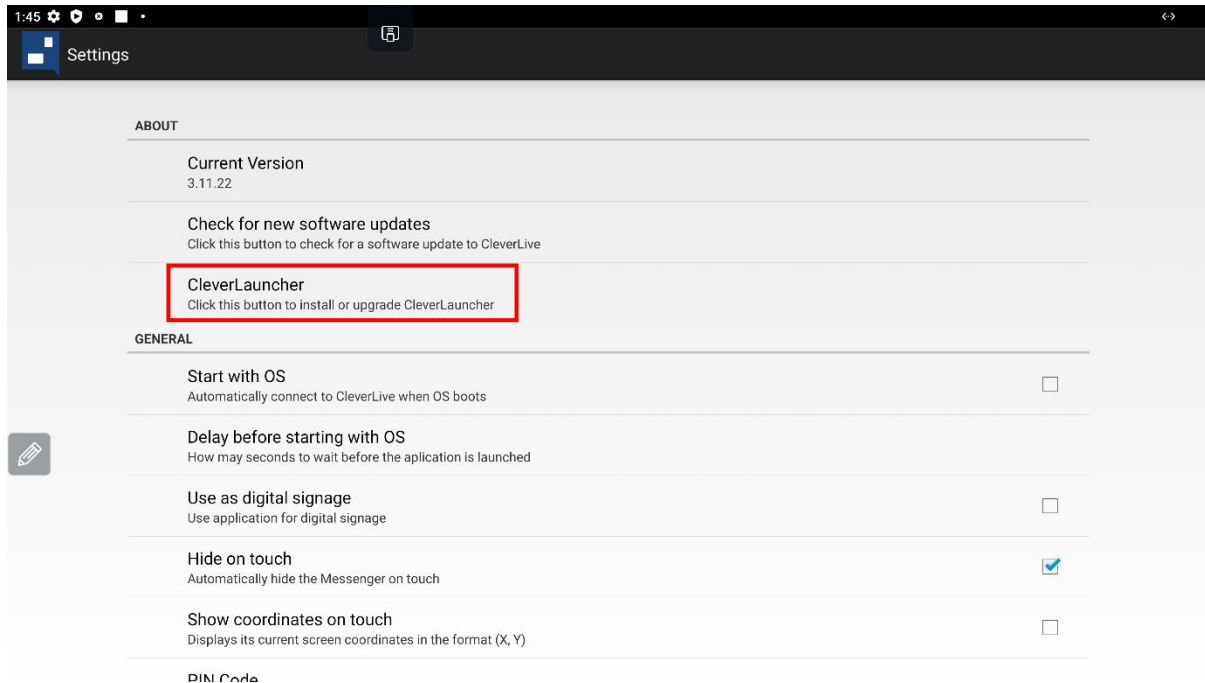 1:45
Settings
ABOUT
Current Version
3.11.22
Check for new software updates
Click this button to check for a software update to CleverLive
CleverLauncher
Click this button to install or upgrade CleverLauncher
GENERAL
Start with OS
Automatically connect to CleverLive when OS boots
Delay before starting with OS
How may seconds to wait before the aplication is launched
Use as digital signage
Use application for digital signage
Hide on touch
Automatically hide the Messenger on touch
Show coordinates on touch
Displays its current screen coordinates in the format (X, Y)
PIN Code